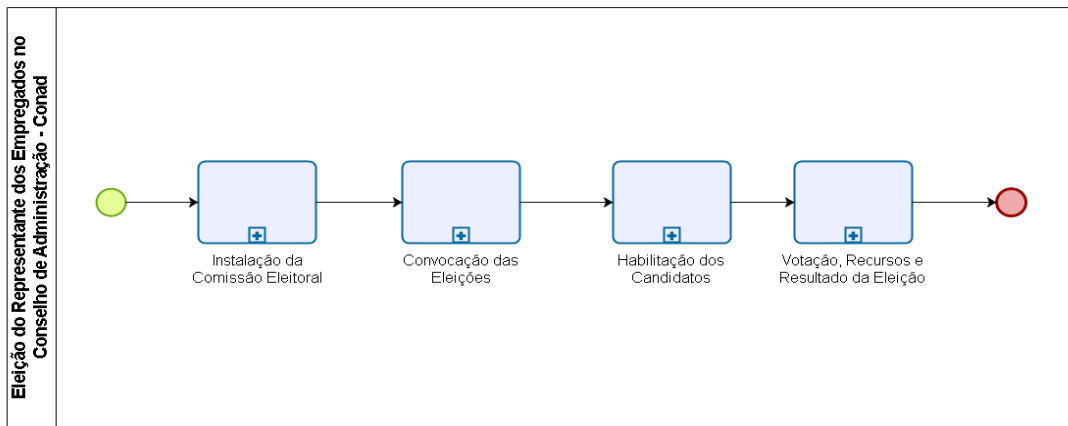 Eleição do Representante dos Empregados no
Conselho de Administração - Conad
Instalação da
Comissão Eleitoral
Convocação das
Eleições
Habilitação dos
Candidatos
Votação, Recursos e
Resultado da Eleição